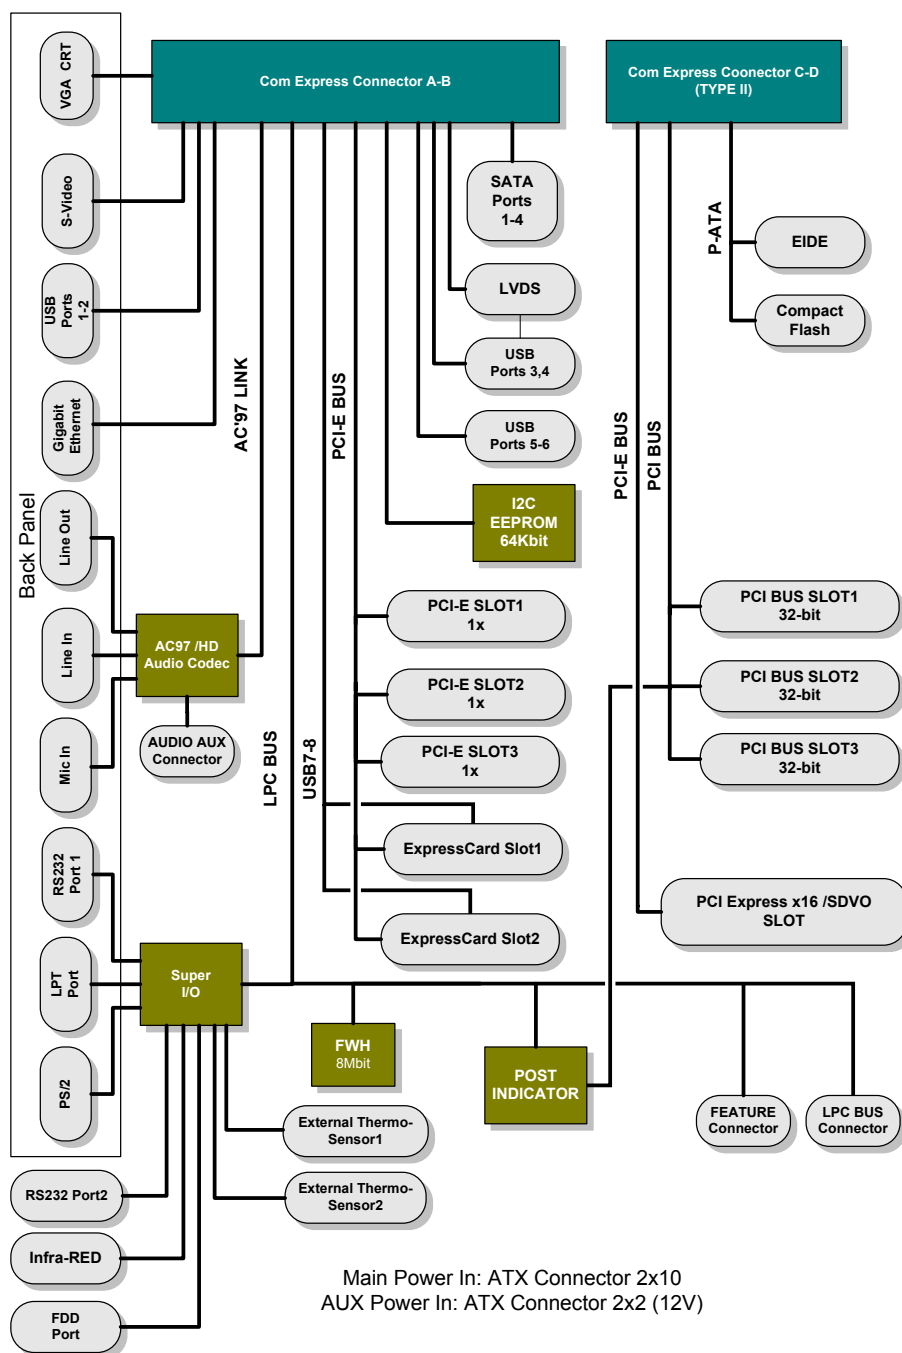 VGA CRT
Com Express Connector A-B
Com Express Coonector C-D
(TYPE II)
S-Video
SATA
Ports
1-4
P-ATA
EIDE
USB
Ports
1-2
LVDS
Compact
Flash
USB
Ports 3,4
AC'97 LINK
PCI-E BUS
Gigabit
Ethernet
USB
Ports 5-6
PCI-E BUS
PCI BUS
Back Panel
Line Out
I2C
EEPROM
64Kbit
PCI-E SLOT1
1x
PCI BUS SLOT1
32-bit
Line In
AC97 /HD
Audio Codec
PCI-E SLOT2
1x
PCI BUS SLOT2
32-bit
Mic In
AUDIO AUX
Connector
LPC BUS
USB7-8
PCI-E SLOT3
1x
PCI BUS SLOT3
32-bit
RS232
Port 1
ExpressCard Slot1
PCI Express x16 /SDVO
SLOT
ExpressCard Slot2
LPT
Port
Super
I/O
FWH
8Mbit
POST
INDICATOR
PS/2
FEATURE
Connector
LPC BUS
Connector
External Thermo-
Sensor1
RS232 Port2
External Thermo-
Sensor2
Infra-RED
FDD
Port
Main Power In: ATX Connector 2x10
AUX Power In: ATX Connector 2x2 (12V)